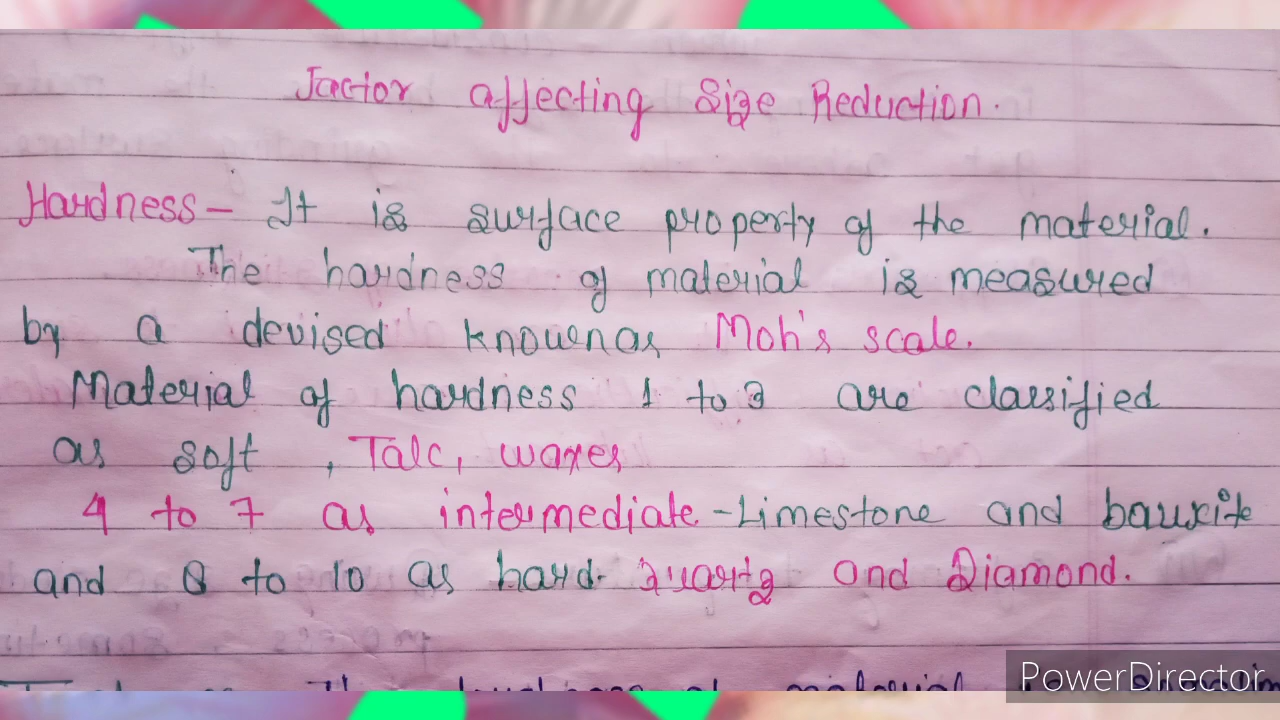 Factor affecting Size Reduction.
Hardness - It is surface property of the material.
The hardness of material is measured
by a devised known as Moh's scale.
Material of hardness 1 to 3 are classified
as soft , Talc, waxes
4 to 7 as intermediate - Limestone and bauxite
and 8 to 10 as hard. quartz and Diamond.
PowerDirector